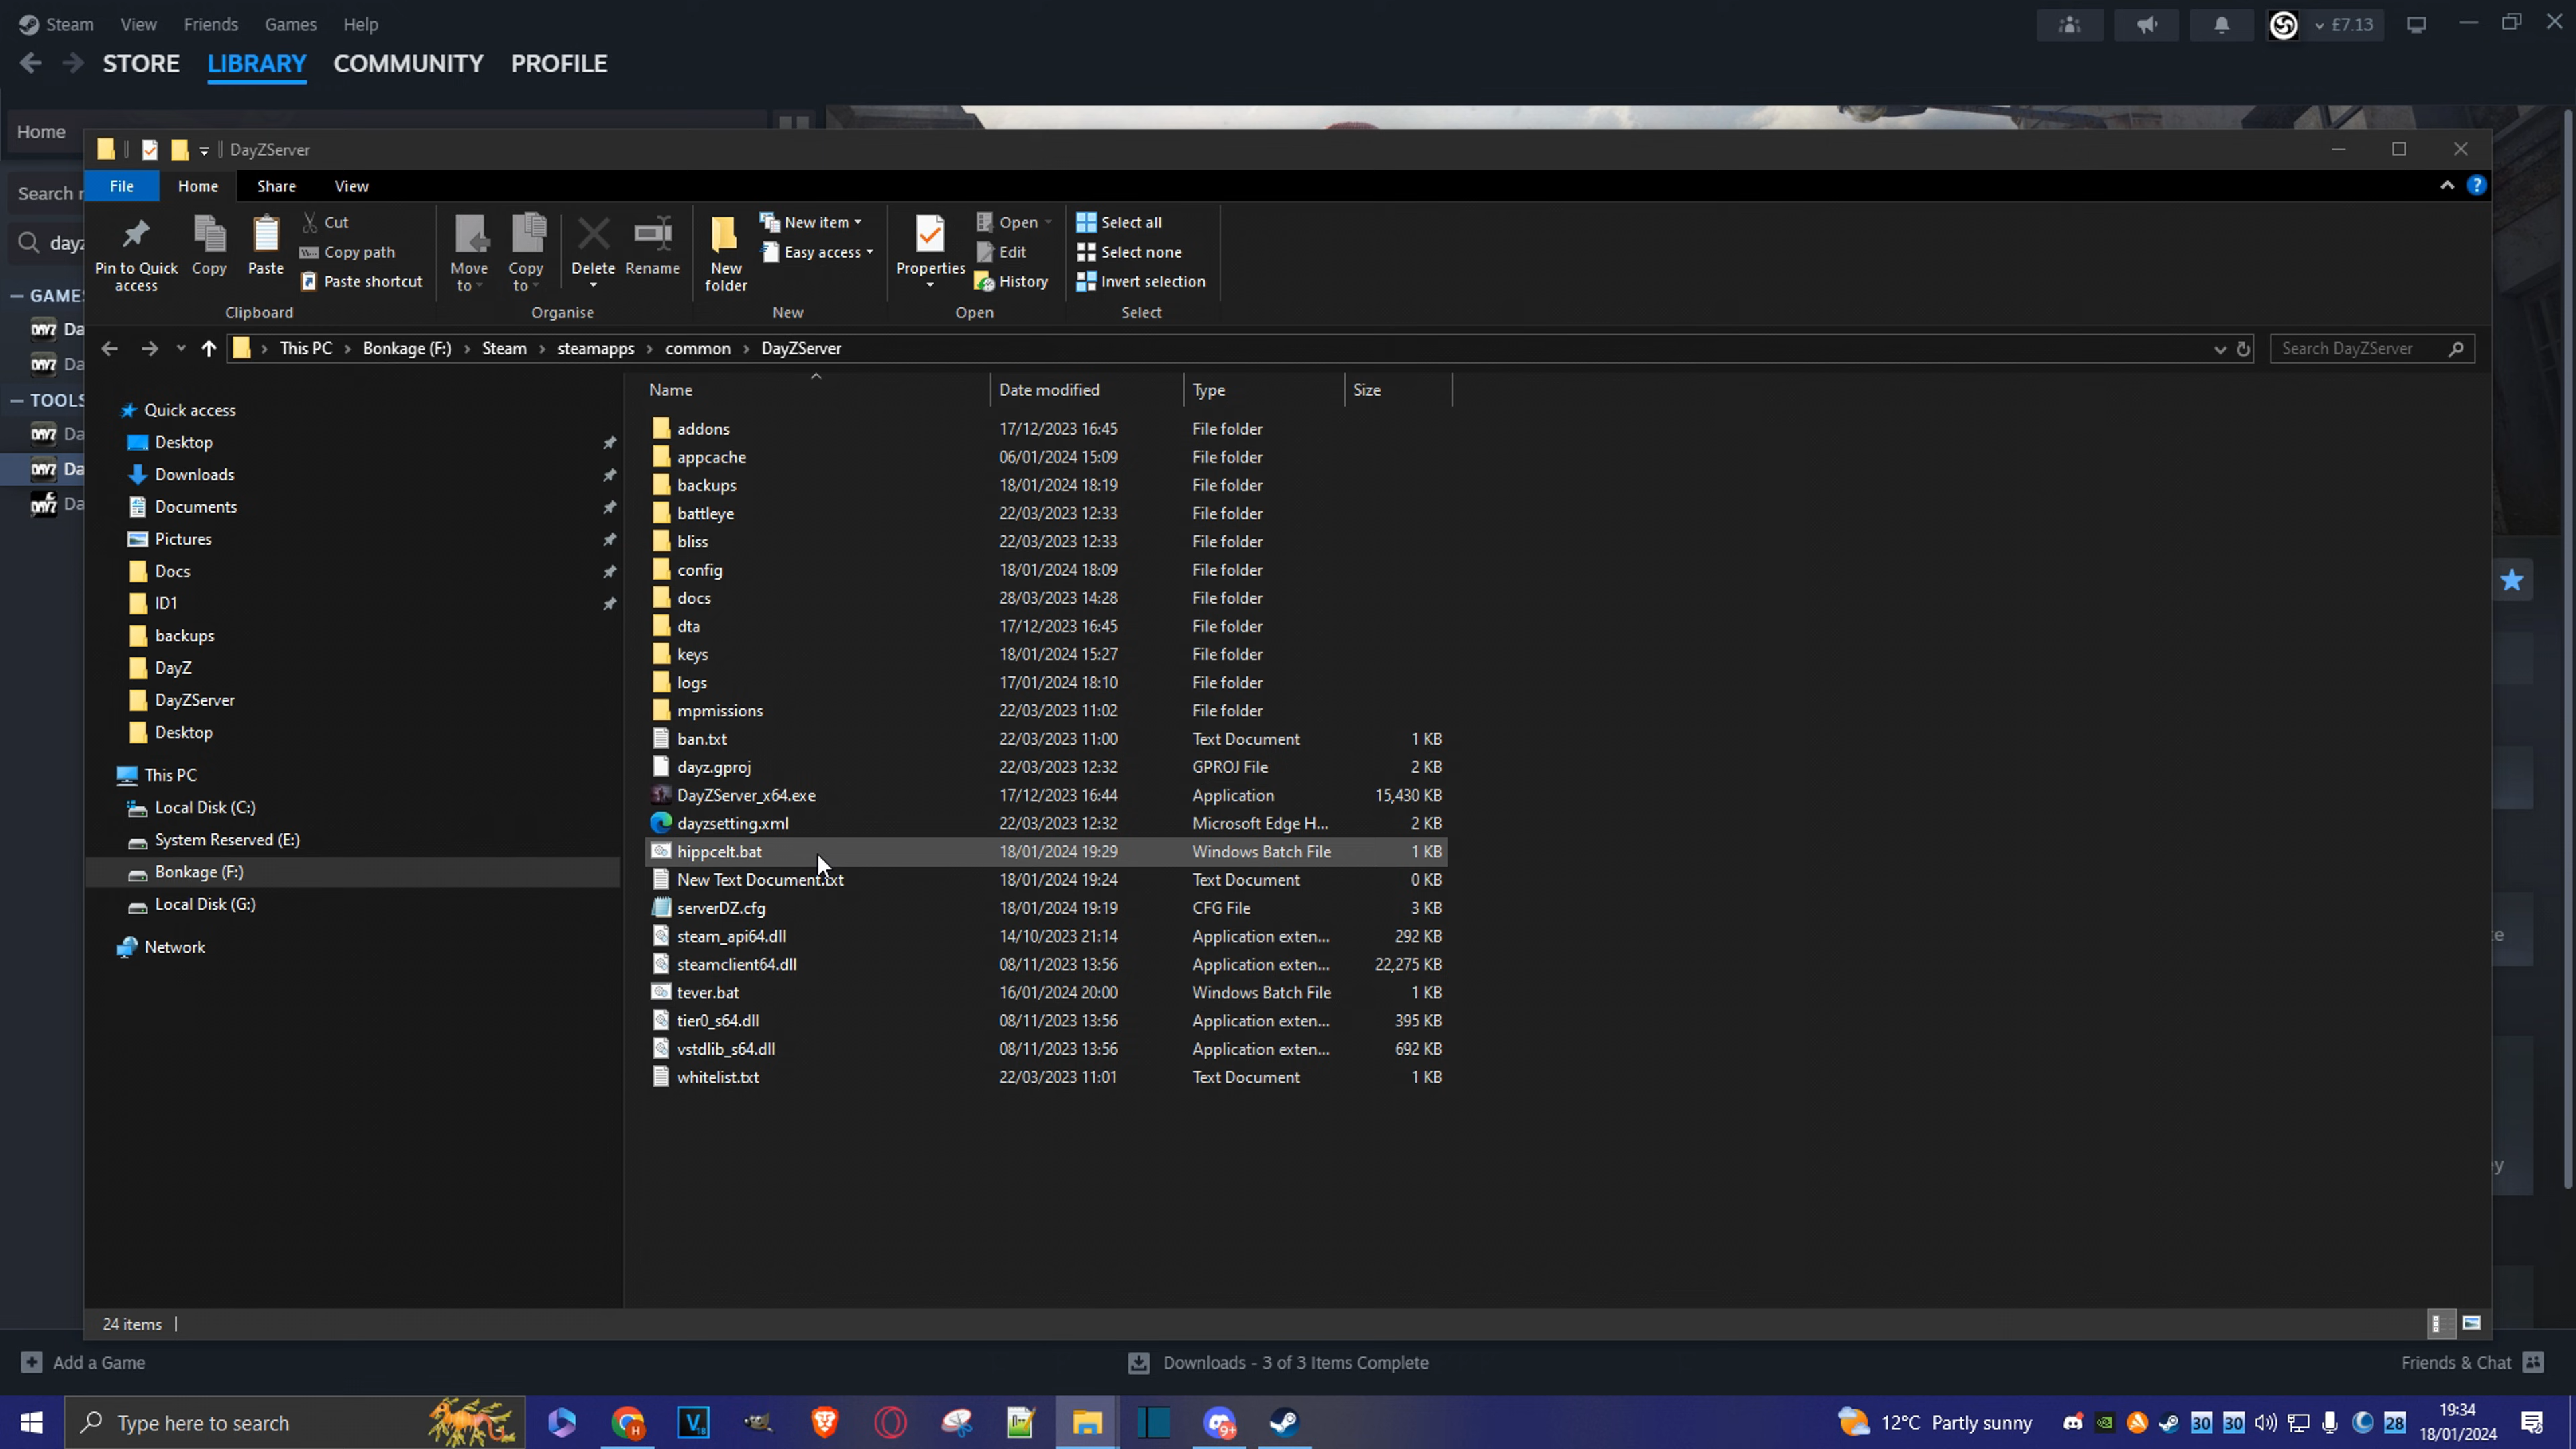 Steam View Friends Games Help £7.13
STORE LIBRARY COMMUNITY PROFILE
Home
DayZServer
File Home Share View
Search
Pin to Quick access
Copy
Paste
Cut
Copy path
Paste shortcut
Clipboard
Move to
Copy to
Delete
Rename
Organise
New folder
New item
Easy access
New
Properties
Open
Edit
History
Open
Select all
Select none
Invert selection
Select
dayz
GAMES
TOOLS
This PC Bonkage (F:) Steam steamapps common DayZServer
Search DayZServer
Quick access
Desktop
Downloads
Documents
Pictures
Docs
ID1
backups
DayZ
DayZServer
Desktop
This PC
Local Disk (C:)
System Reserved (E:)
Bonkage (F:)
Local Disk (G:)
Network
Name Date modified Type Size
addons 17/12/2023 16:45 File folder
appcache 06/01/2024 15:09 File folder
backups 18/01/2024 18:19 File folder
battleye 22/03/2023 12:33 File folder
bliss 22/03/2023 12:33 File folder
config 18/01/2024 18:09 File folder
docs 28/03/2023 14:28 File folder
dta 17/12/2023 16:45 File folder
keys 18/01/2024 15:27 File folder
logs 17/01/2024 18:10 File folder
mpmissions 22/03/2023 11:02 File folder
ban.txt 22/03/2023 11:00 Text Document 1 KB
dayz.gproj 22/03/2023 12:32 GPROJ File 2 KB
DayZServer_x64.exe 17/12/2023 16:44 Application 15,430 KB
dayzsetting.xml 22/03/2023 12:32 Microsoft Edge H... 2 KB
hippcelt.bat 18/01/2024 19:29 Windows Batch File 1 KB
New Text Document.txt 18/01/2024 19:24 Text Document 0 KB
serverDZ.cfg 18/01/2024 19:19 CFG File 3 KB
steam_api64.dll 14/10/2023 21:14 Application exten... 292 KB
steamclient64.dll 08/11/2023 13:56 Application exten... 22,275 KB
tever.bat 16/01/2024 20:00 Windows Batch File 1 KB
tier0_s64.dll 08/11/2023 13:56 Application exten... 395 KB
vstdlib_s64.dll 08/11/2023 13:56 Application exten... 692 KB
whitelist.txt 22/03/2023 11:01 Text Document 1 KB
24 items
Add a Game
Downloads - 3 of 3 Items Complete
Friends & Chat
Type here to search
12°C Partly sunny
30 30 28
19:34
18/01/2024